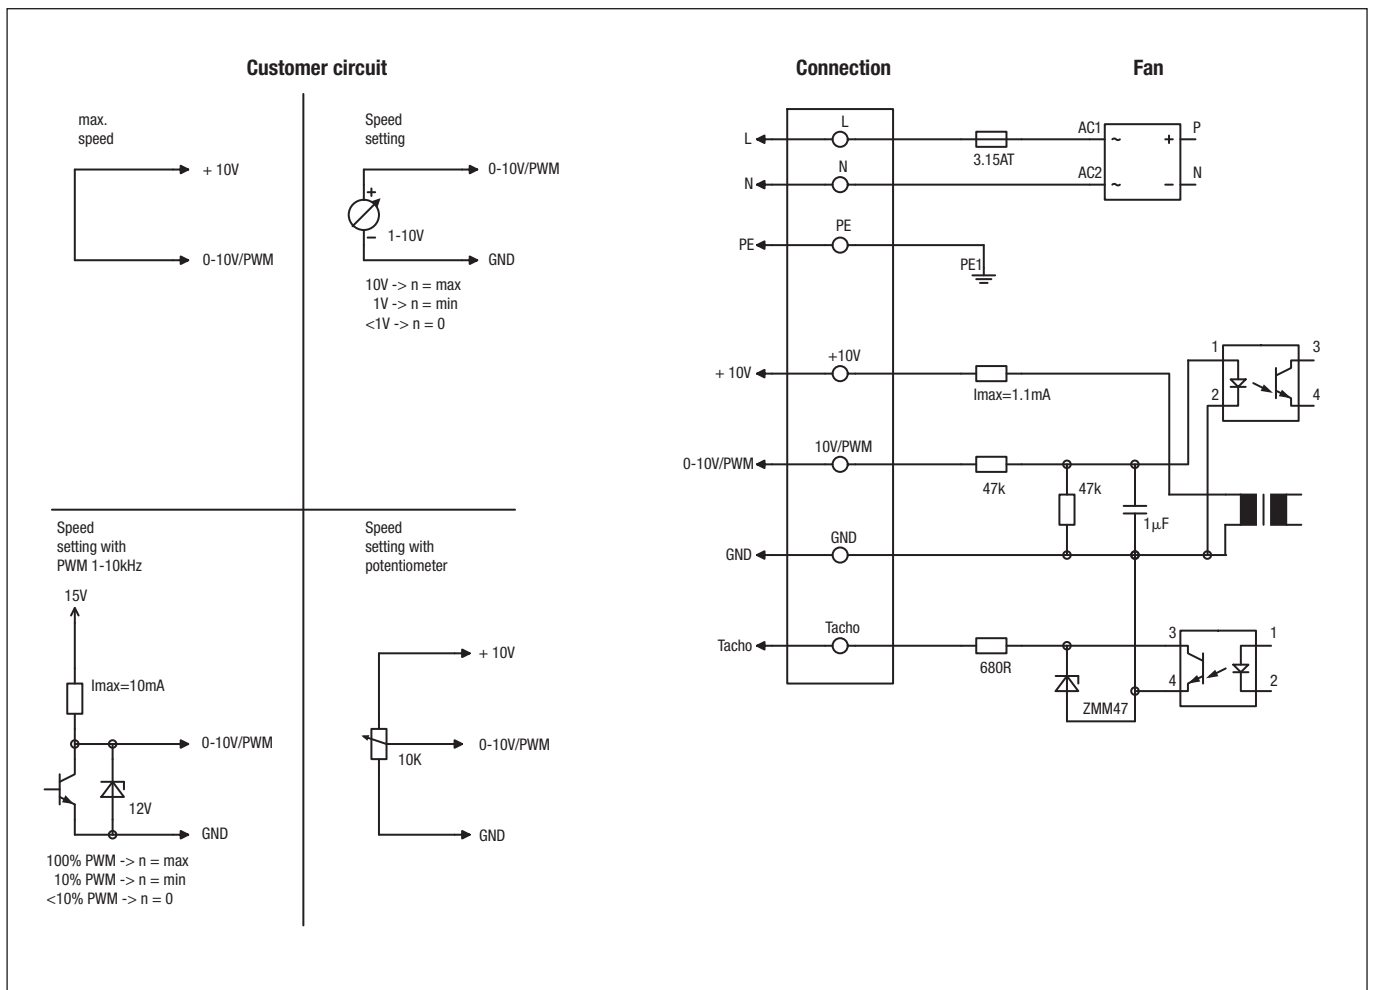 Customer circuit
Connection
Fan
max.
speed
+ 10V
0-10V/PWM
Speed
setting
0-10V/PWM
+
–
1-10V
GND
10V -> n = max
1V -> n = min
<1V -> n = 0
Speed
setting with
PWM 1-10kHz
15V
Imax=10mA
0-10V/PWM
12V
GND
100% PWM -> n = max
10% PWM -> n = min
<10% PWM -> n = 0
Speed
setting with
potentiometer
+ 10V
0-10V/PWM
10K
GND
L
L
3.15AT
AC1
~
+
P
N
N
AC2
~
–
N
PE
PE
PE1
+ 10V
+10V
Imax=1.1mA
1
3
2
4
0-10V/PWM
10V/PWM
47k
47k
1µF
GND
GND
Tacho
Tacho
680R
ZMM47
3
1
4
2